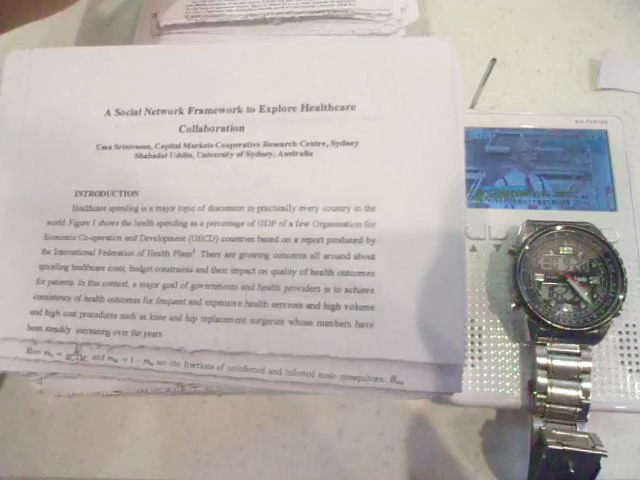 A Social Network Framework to Explore Healthcare
Collaboration
Uma Srinivasan, Capital Markets Cooperative Research Centre, Sydney
Shahadat Uddin, University of Sydney, Australia
INTRODUCTION
Healthcare spending is a major topic of discussion in practically every country in the
world. Figure 1 shows the health spending as a percentage of GDP of a few Organisation for
Economic Co-operation and Development (OECD) countries based on a report produced by
the International Federation of Health Plans¹. There are growing concerns all around about
spiralling healthcare costs, budget constraints and their impact on quality of health outcomes
for patients. In this context, a major goal of governments and health providers is to achieve
consistency of health outcomes for frequent and expensive health services and high volume
and high cost procedures such as knee and hip replacement surgeries whose numbers have
been steadily increasing over the years.
Here and are the fractions of uninfected and infected male mosquitoes.